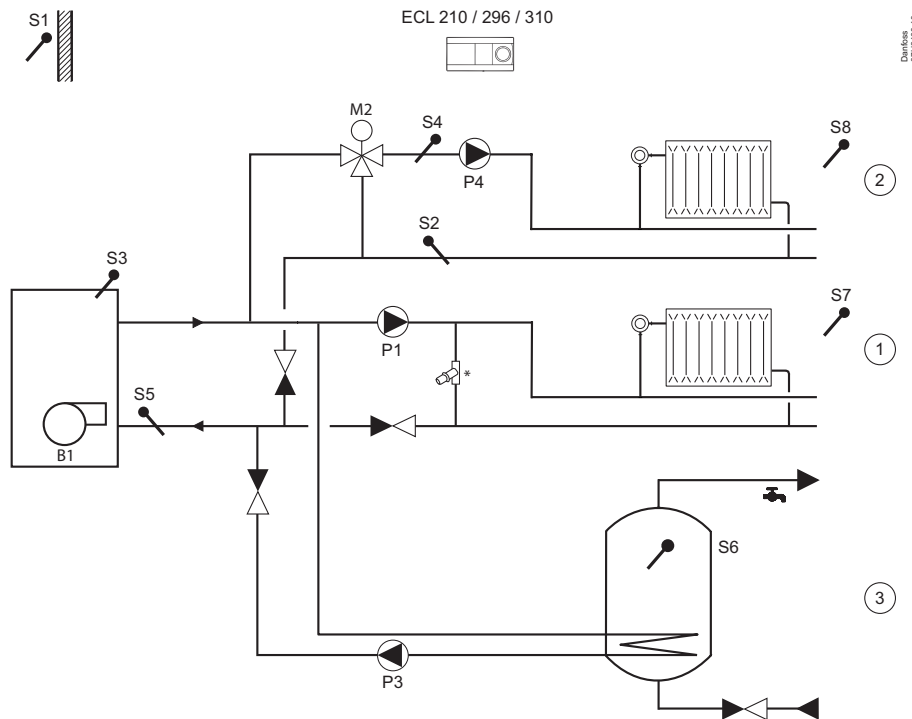 S1
ECL 210 / 296 / 310
Danfoss
M2
S4
P4
S8
2
S2
S3
S7
P1
1
*
S5
B1
S6
3
P3